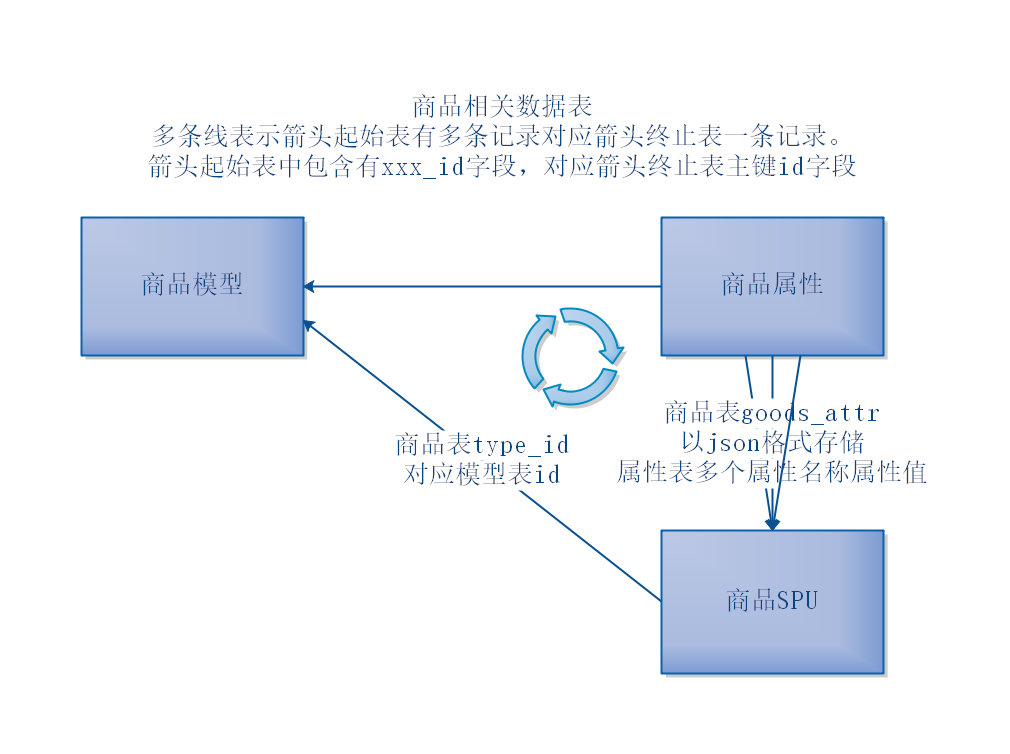 商品相关数据表
多条线表示箭头起始表有多条记录对应箭头终止表一条记录。
箭头起始表中包含有xxx_id字段，对应箭头终止表主键id字段
商品模型
商品属性
商品表goods_attr
以json格式存储
属性表多个属性名称属性值
商品表type_id
对应模型表id
商品SPU